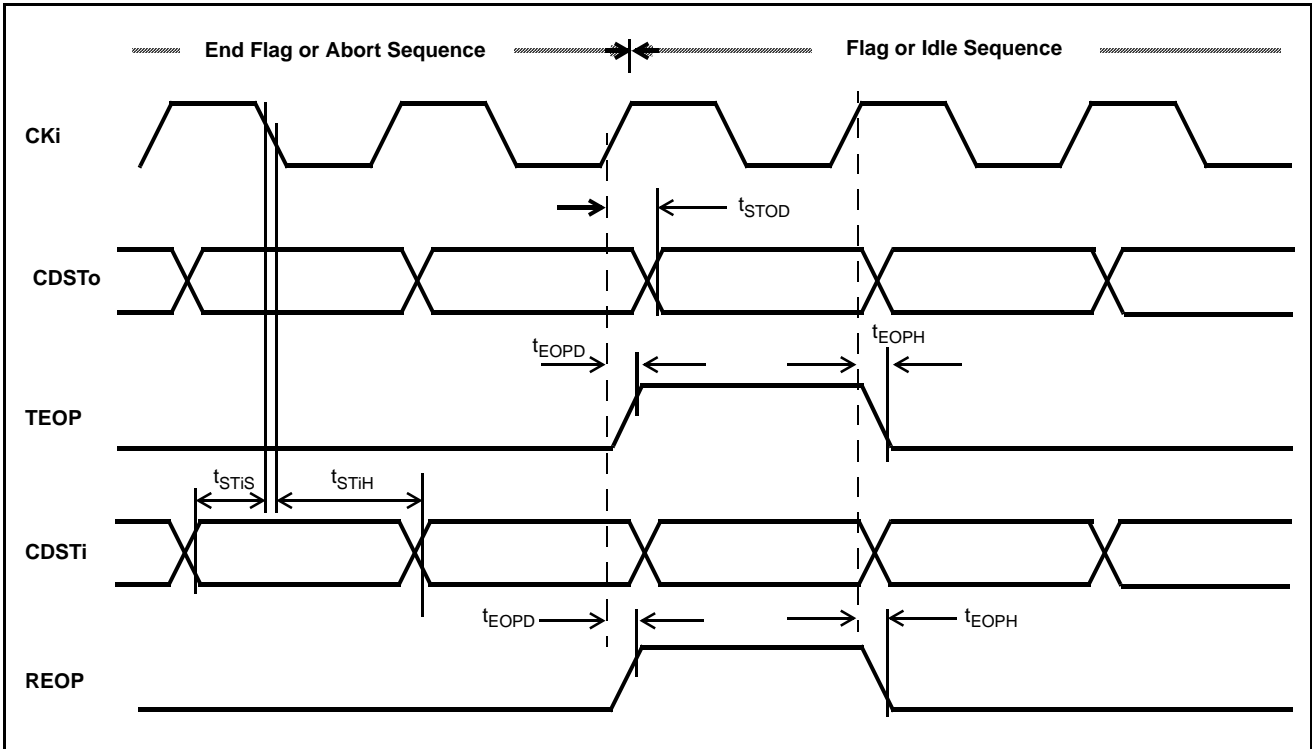 End Flag or Abort Sequence
Flag or Idle Sequence
CKi
tSTOD
CDSTo
tEOPD
tEOPH
TEOP
tSTiS
tSTiH
CDSTi
tEOPD
tEOPH
REOP